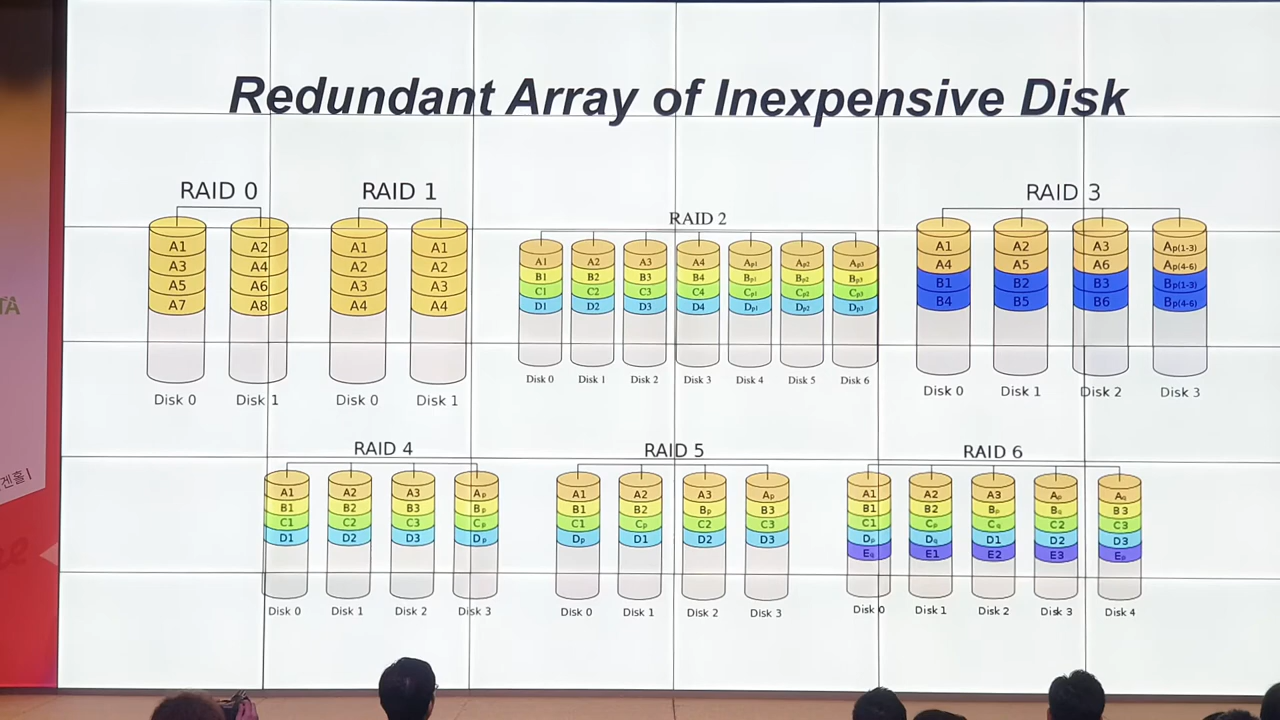 Redundant Array of Inexpensive Disk
RAID 0
A1 A2
A3 A4
A5 A6
A7 A8
Disk 0 Disk 1
RAID 1
A1 A1
A2 A2
A3 A3
A4 A4
Disk 0 Disk 1
RAID 2
A1 A2 A3 A4 Ap1 Ap2 Ap3
B1 B2 B3 B4 Bp1 Bp2 Bp3
C1 C2 C3 C4 Cp1 Cp2 Cp3
D1 D2 D3 D4 Dp1 Dp2 Dp3
Disk 0 Disk 1 Disk 2 Disk 3 Disk 4 Disk 5 Disk 6
RAID 3
A1 A2 A3 Ap(1-3)
A4 A5 A6 Ap(4-6)
B1 B2 B3 Bp(1-3)
B4 B5 B6 Bp(4-6)
Disk 0 Disk 1 Disk 2 Disk 3
RAID 4
A1 A2 A3 Ap
B1 B2 B3 Bp
C1 C2 C3 Cp
D1 D2 D3 Dp
Disk 0 Disk 1 Disk 2 Disk 3
RAID 5
A1 A2 A3 Ap
B1 B2 Bp B3
C1 Cp C2 C3
Dp D1 D2 D3
Disk 0 Disk 1 Disk 2 Disk 3
RAID 6
A1 A2 A3 Ap Aq
B1 B2 Bp Bq B3
C1 Cp Cq C2 C3
Dp Dq D1 D2 D3
Eq E1 E2 E3 Ep
Disk 0 Disk 1 Disk 2 Disk 3 Disk 4